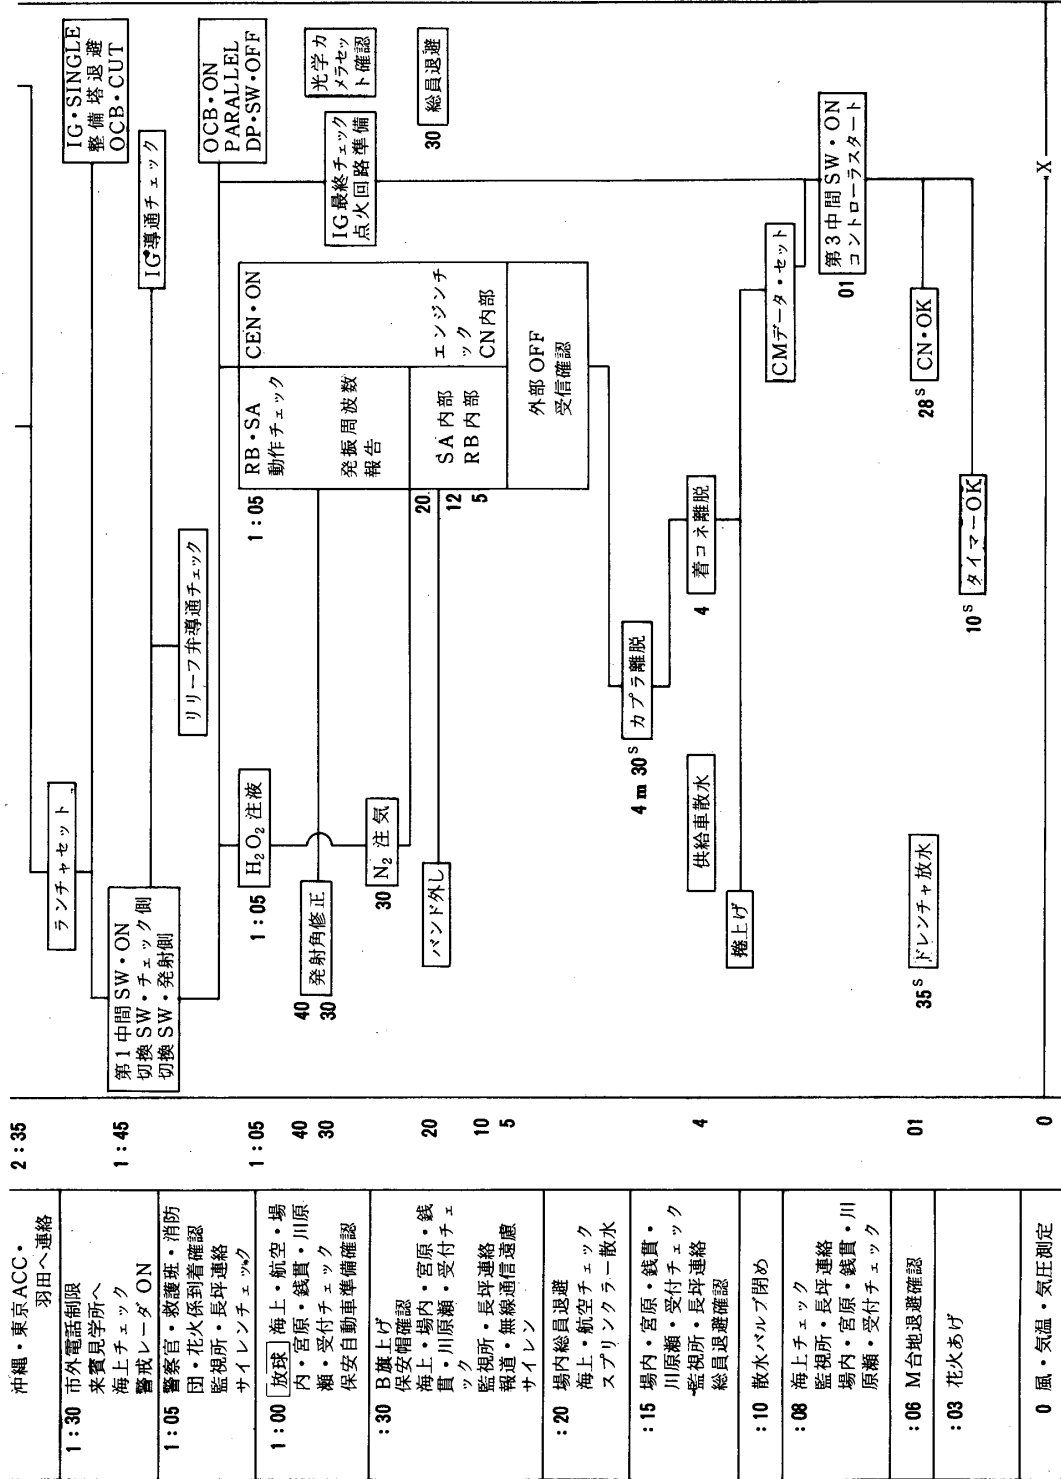 沖縄・東京ACC・
羽田へ連絡
1:30 市外電話制限
来賓見学所へ
海上チェック
警戒レーダON
1:05 警察官・救護班・消防
団・花火係到着確認
監視所・長坪連絡
サイレンチェック
1:00 放球 海上・航空・場
内・宮原・銭貫・川原
瀬・受付チェック
保安自動車準備確認
:30 B旗上げ
保安帽確認
海上・場内・宮原・銭
貫・川原瀬・受付チェ
ック
監視所・長坪連絡
報道・無線通信遠慮
サイレン
:20 場内総員退避
海上・航空チェック
スプリンクラー散水
:15 場内・宮原・銭貫・
川原瀬・受付チェック
監視所・長坪連絡
総員退避確認
:10 散水バルブ閉め
:08 海上チェック
監視所・長坪連絡
場内・宮原・銭貫・川
原瀬・受付チェック
:06 M台地退避確認
:03 花火あげ
0 風・気温・気圧測定
2:35
1:45
1:05
40
30
20
10
5
4
01
0
ランチャセット
IG・SINGLE
整備塔退避
OCB・CUT
第1中間SW・ON
切換SW・チェック側
切換SW・発射側
IG導通チェック
リリーフ弁導通チェック
OCB・ON
PARALLEL
DP・SW・OFF
1:05 H₂O₂注液
1:05 RB・SA
動作チェック
発振周波数
報告
CEN・ON
エンジンチ
ック
CN内部
40
30
発射角修正
IG最終チェック
点火回路準備
光学カ
メラセッ
ト確認
30 N₂注気
20
12
5
SA内部
RB内部
30 総員退避
バンド外し
外部OFF
受信確認
4m30ˢ カプラ離脱
供給車散水
4 着コネ離脱
捲上げ
ICMデータ・セット
01 第3中間SW・ON
コントローラスタート
35ˢ ドレンチャ放水
28ˢ CN・OK
10ˢ タイマーOK
X